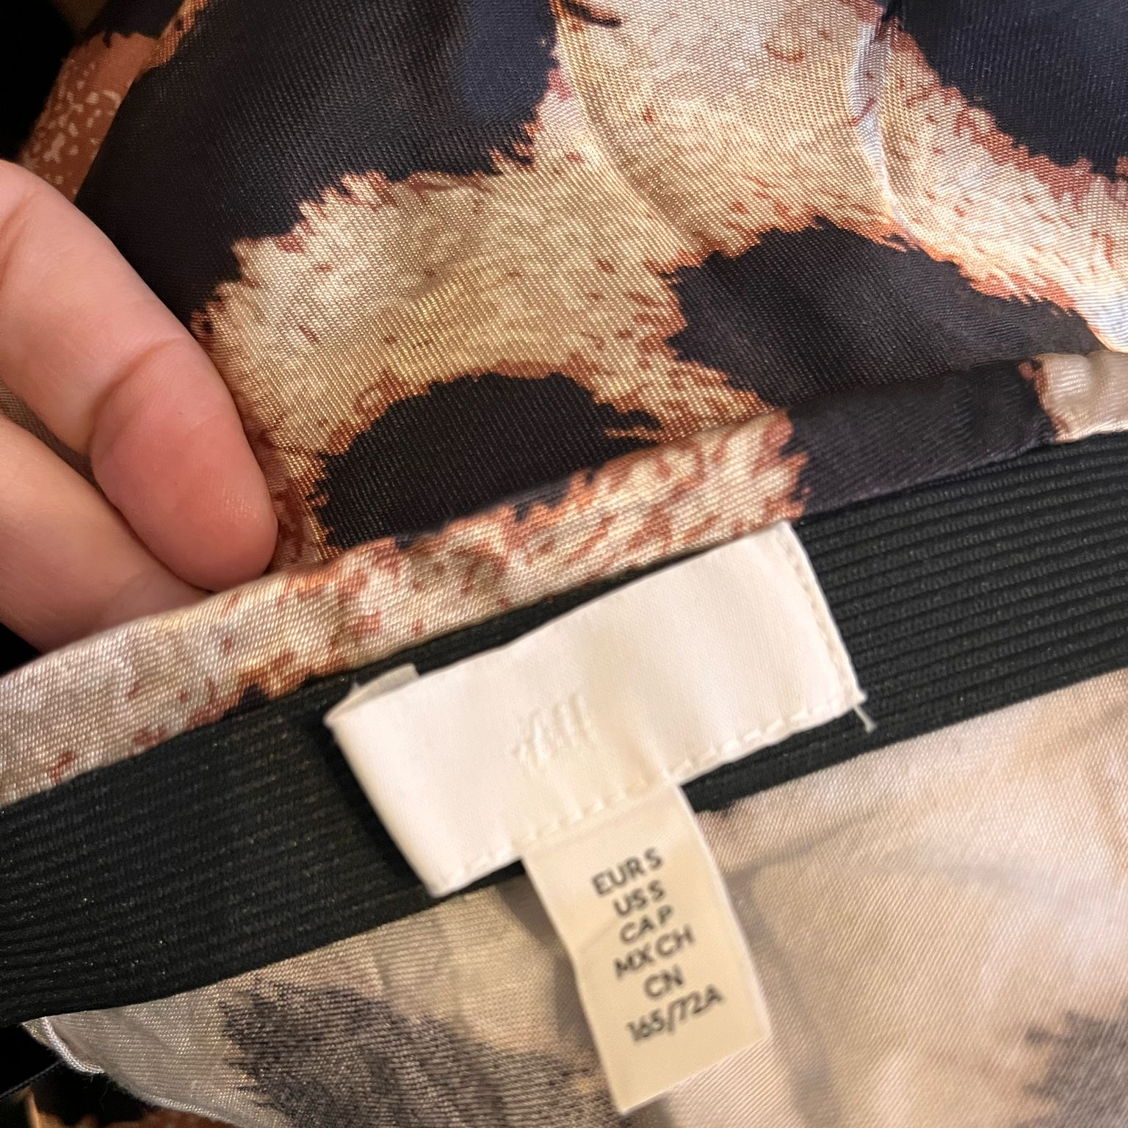 H&M
EUR S
US S
CA P
MX CH
CN
165/72A